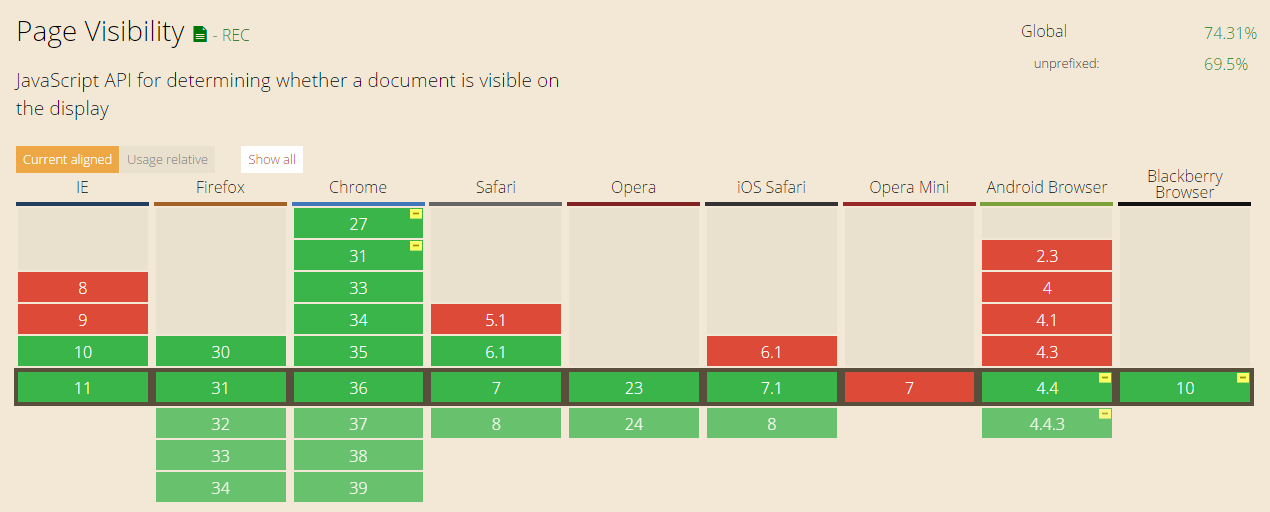 Page Visibility - REC
Global 74.31%
unprefixed: 69.5%
JavaScript API for determining whether a document is visible on
the display
Current aligned Usage relative Show all
IE Firefox Chrome Safari Opera iOS Safari Opera Mini Android Browser Blackberry
Browser
27
31 2.3
8 33 4
9 34 5.1 4.1
10 30 35 6.1 6.1 4.3
11 31 36 7 23 7.1 7 4.4 10
32 37 8 24 8 4.4.3
33 38
34 39